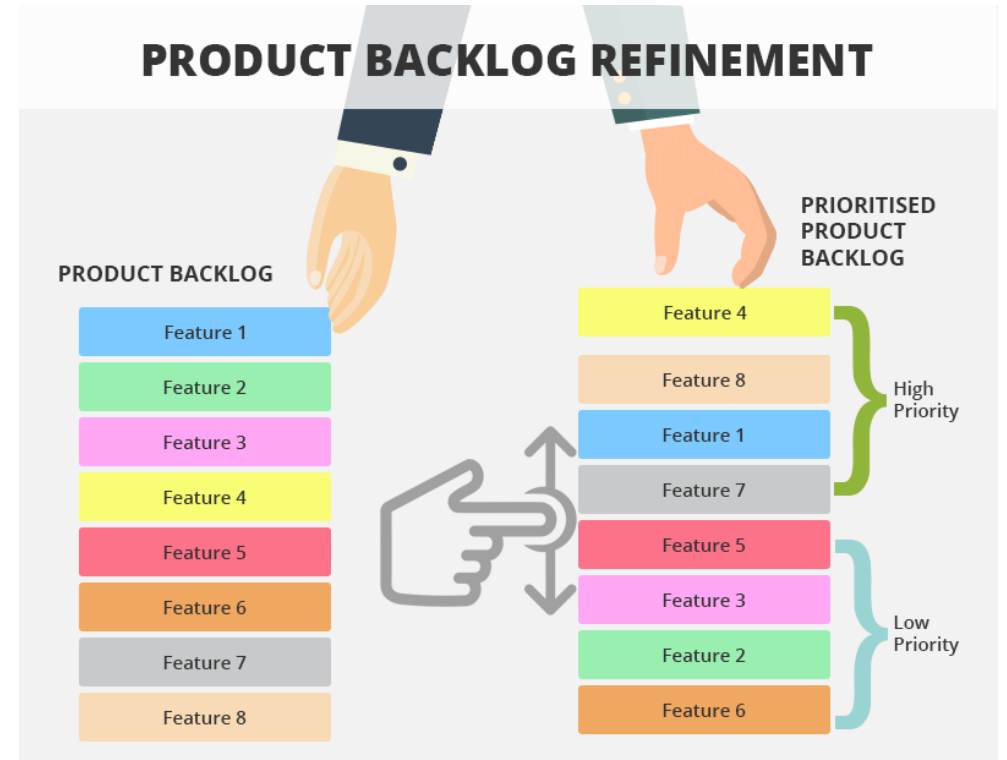 PRODUCT BACKLOG REFINEMENT
PRODUCT BACKLOG
Feature 1
Feature 2
Feature 3
Feature 4
Feature 5
Feature 6
Feature 7
Feature 8
PRIORITISED
PRODUCT
BACKLOG
Feature 4
Feature 8
Feature 1
Feature 7
Feature 5
Feature 3
Feature 2
Feature 6
High
Priority
Low
Priority